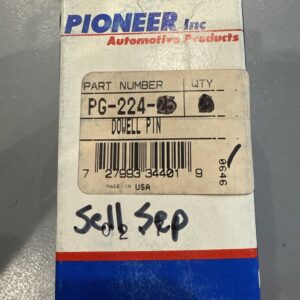 PIONEER Inc
Automotive Products
PART NUMBER QTY
PG-224-
DOWELL PIN
7 27993 34401 9
0646
MADE IN USA
Sell Sep